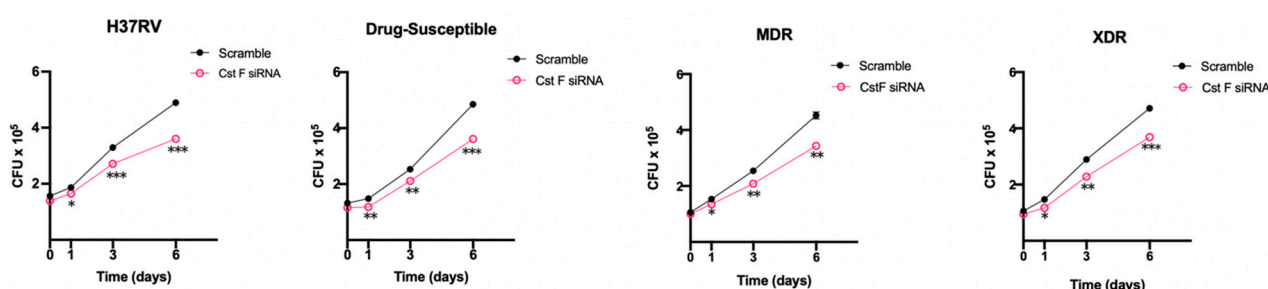 H37RV
Scramble
Cst F siRNA
6
4
2
CFU x 10⁵
*
***
***
0 1 3 6
Time (days)
Drug-Susceptible
Scramble
Cst F siRNA
6
4
2
CFU x 10⁵
**
**
***
0 1 3 6
Time (days)
MDR
Scramble
CstF siRNA
6
4
2
CFU x 10⁵
*
**
**
0 1 3 6
Time (days)
XDR
Scramble
Cst F siRNA
6
4
2
CFU x 10⁵
*
**
***
0 1 3 6
Time (days)